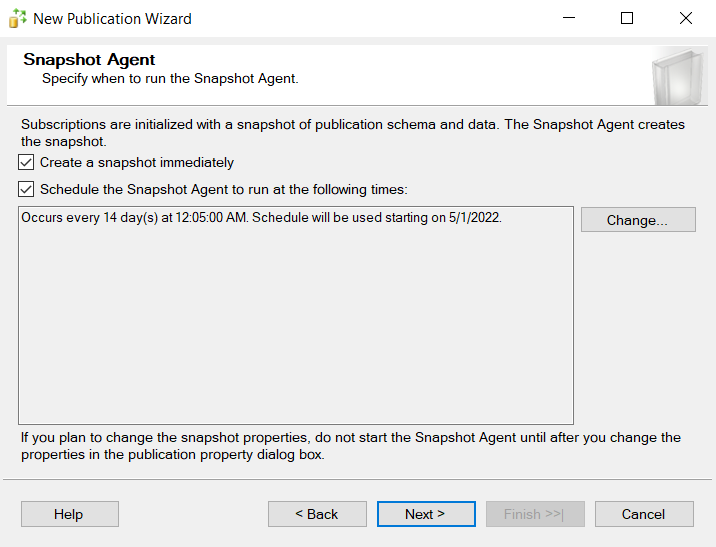 New Publication Wizard
Snapshot Agent
Specify when to run the Snapshot Agent.
Subscriptions are initialized with a snapshot of publication schema and data. The Snapshot Agent creates
the snapshot.
Create a snapshot immediately
Schedule the Snapshot Agent to run at the following times:
Occurs every 14 day(s) at 12:05:00 AM. Schedule will be used starting on 5/1/2022.
Change...
If you plan to change the snapshot properties, do not start the Snapshot Agent until after you change the
properties in the publication property dialog box.
Help
< Back
Next >
Finish >>|
Cancel